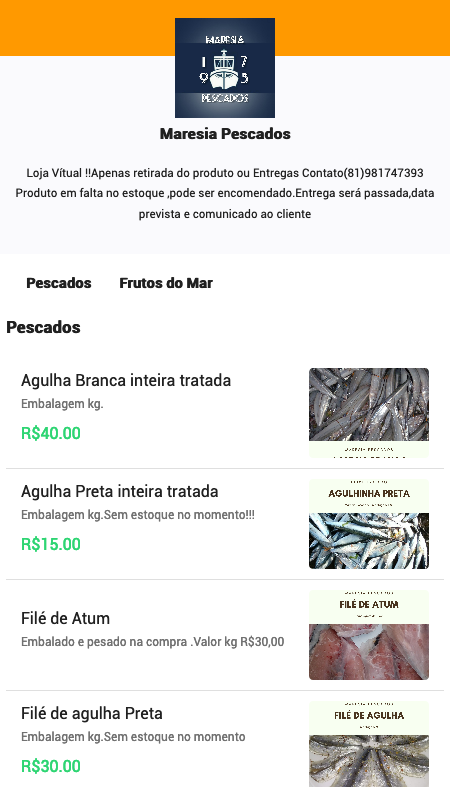 MARESIA
19 75
PESCADOS
Maresia Pescados
Loja Vítual !!Apenas retirada do produto ou Entregas Contato(81)981747393
Produto em falta no estoque ,pode ser encomendado.Entrega será passada,data
prevista e comunicado ao cliente
Pescados
Frutos do Mar
Pescados
Agulha Branca inteira tratada
Embalagem kg.
R$40.00
MARESIA PESCADOS
Agulha Preta inteira tratada
Embalagem kg.Sem estoque no momento!!!
R$15.00
AGULHINHA PRETA
Filé de Atum
Embalado e pesado na compra .Valor kg R$30,00
FILÉ DE ATUM
Filé de agulha Preta
Embalagem kg.Sem estoque no momento
R$30.00
FILÉ DE AGULHA